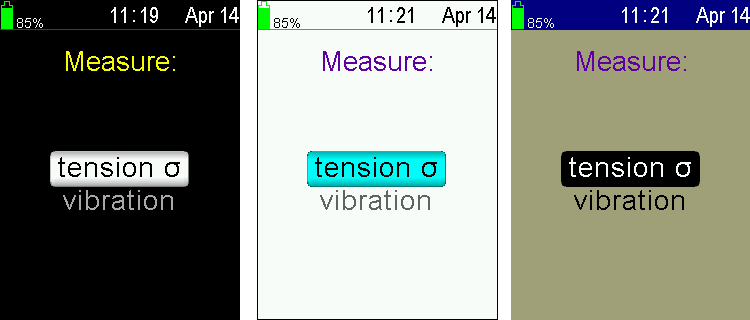 85% 11:19 Apr 14
Measure:
tension σ
vibration
85% 11:21 Apr 14
Measure:
tension σ
vibration
85% 11:21 Apr 14
Measure:
tension σ
vibration